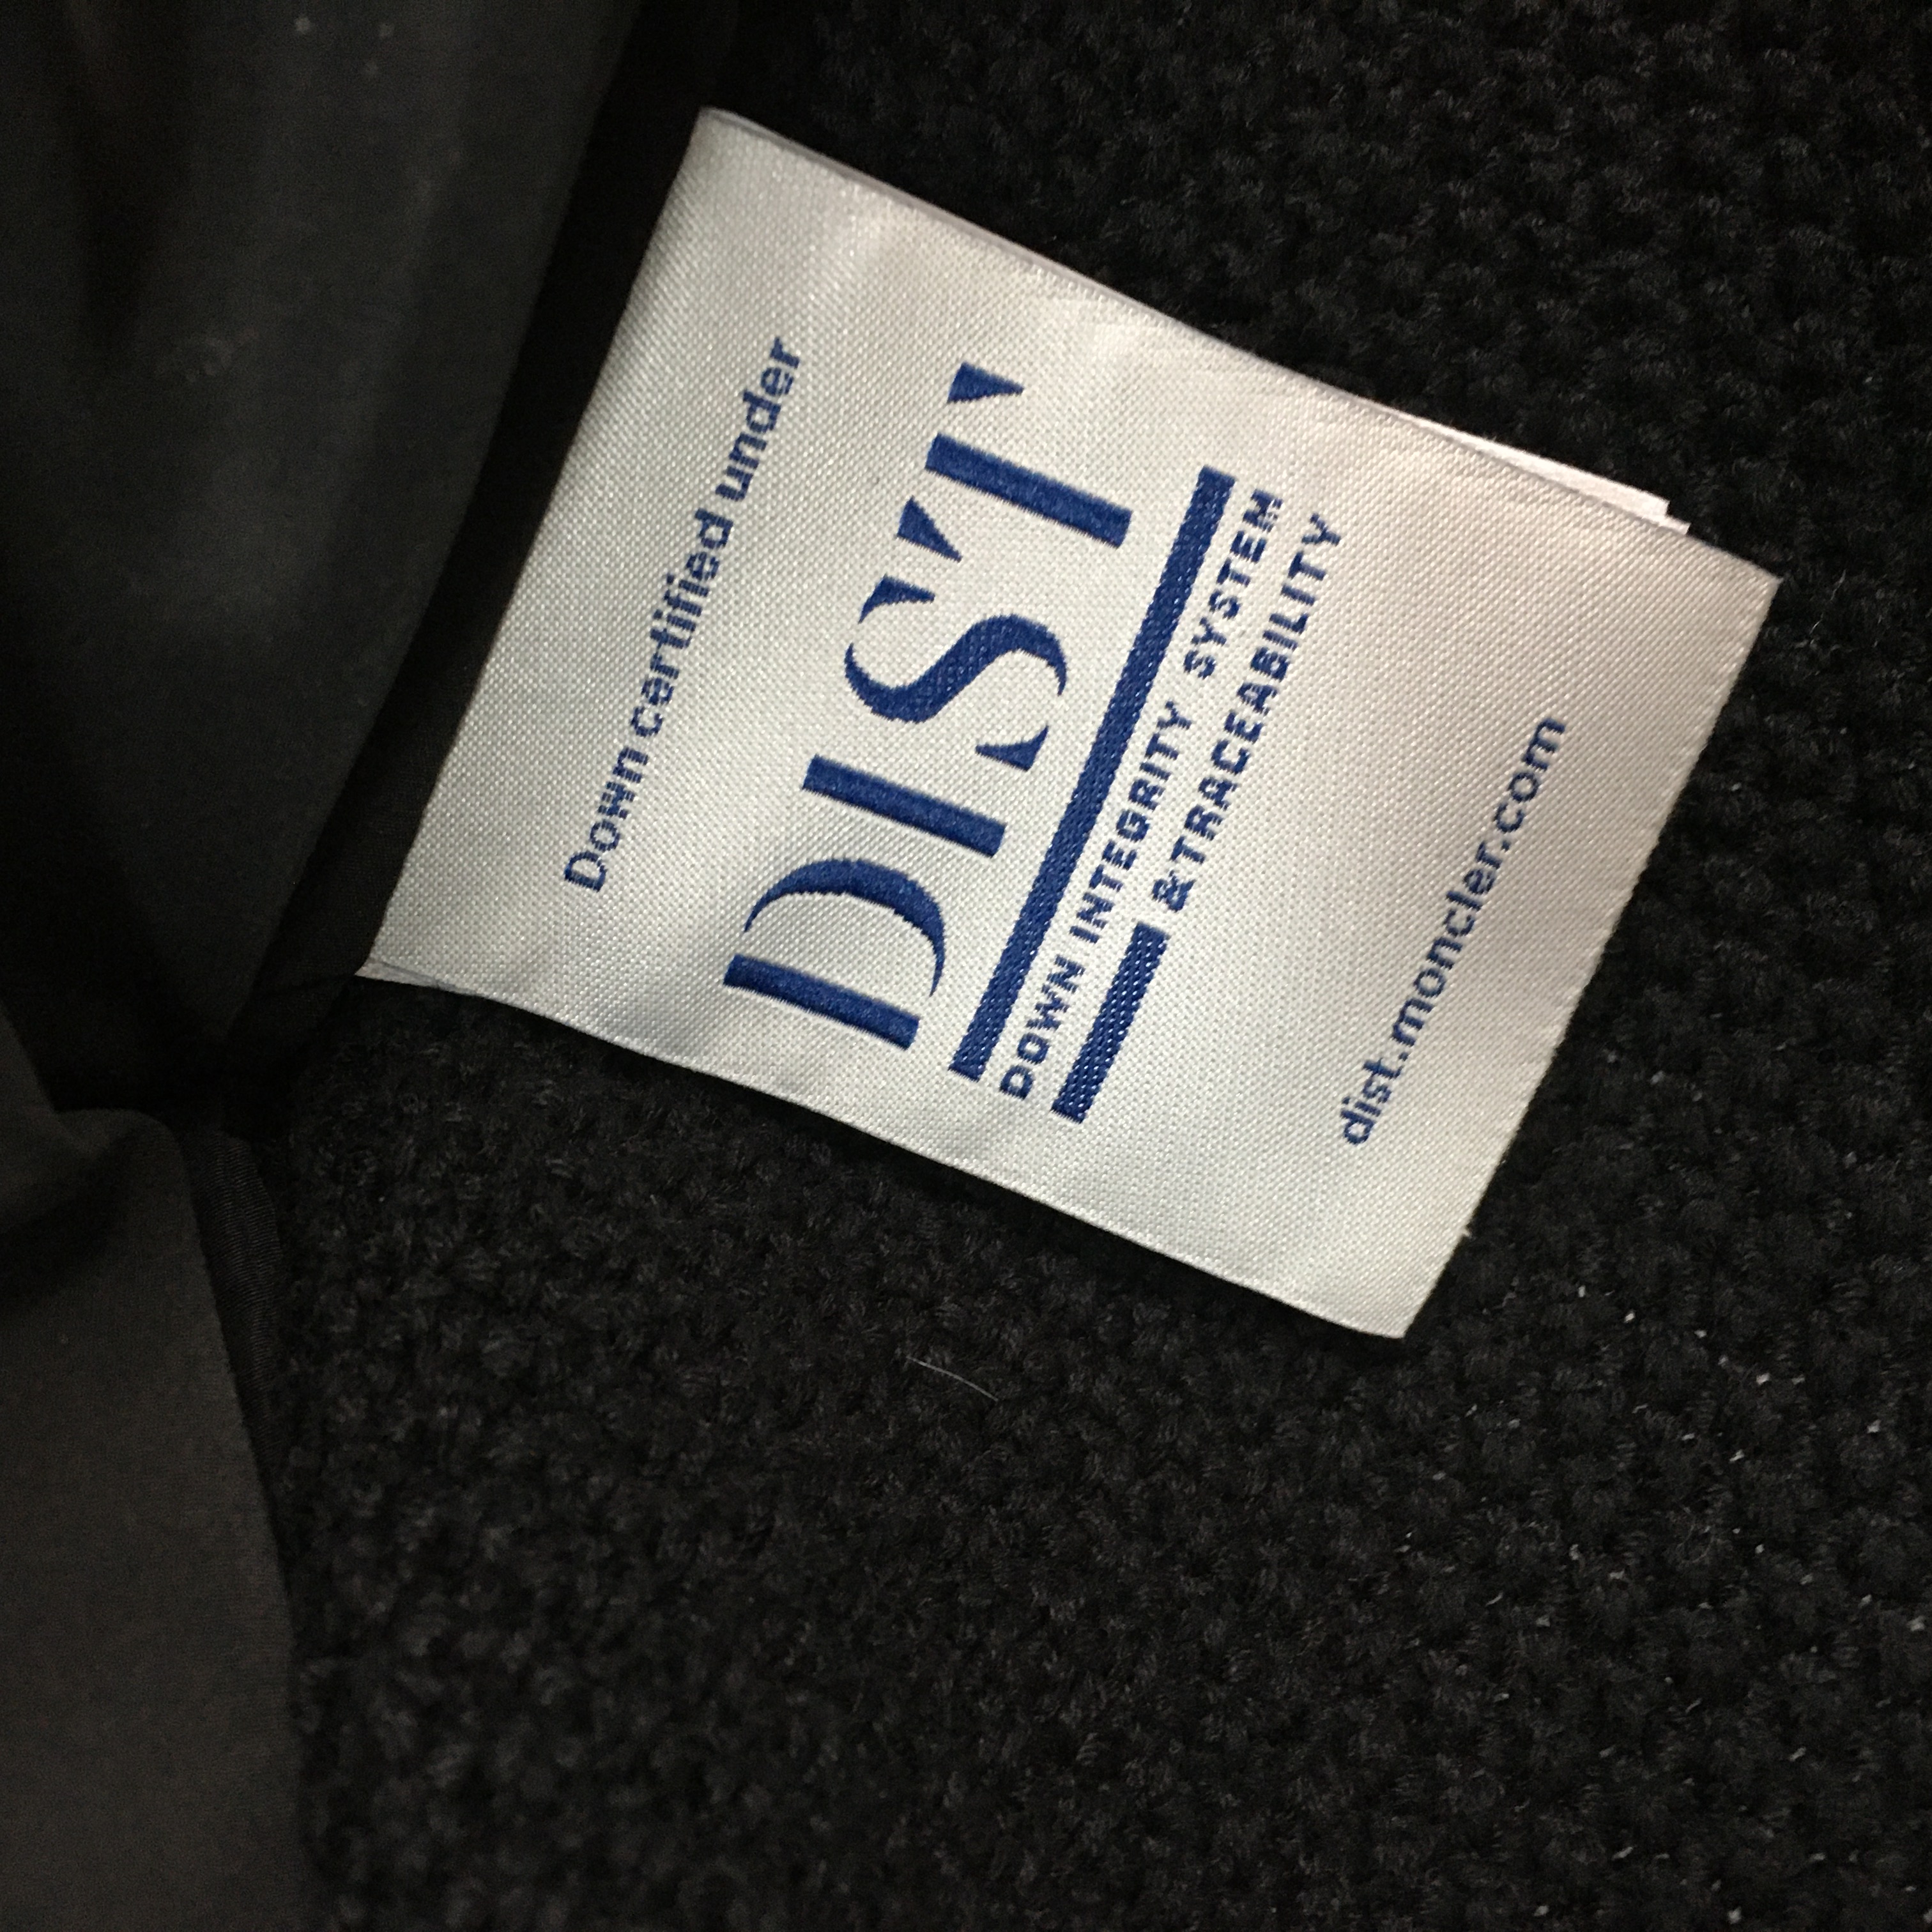 Down certified under
DIST
DOWN INTEGRITY SYSTEM
& TRACEABILITY
dist.moncler.com